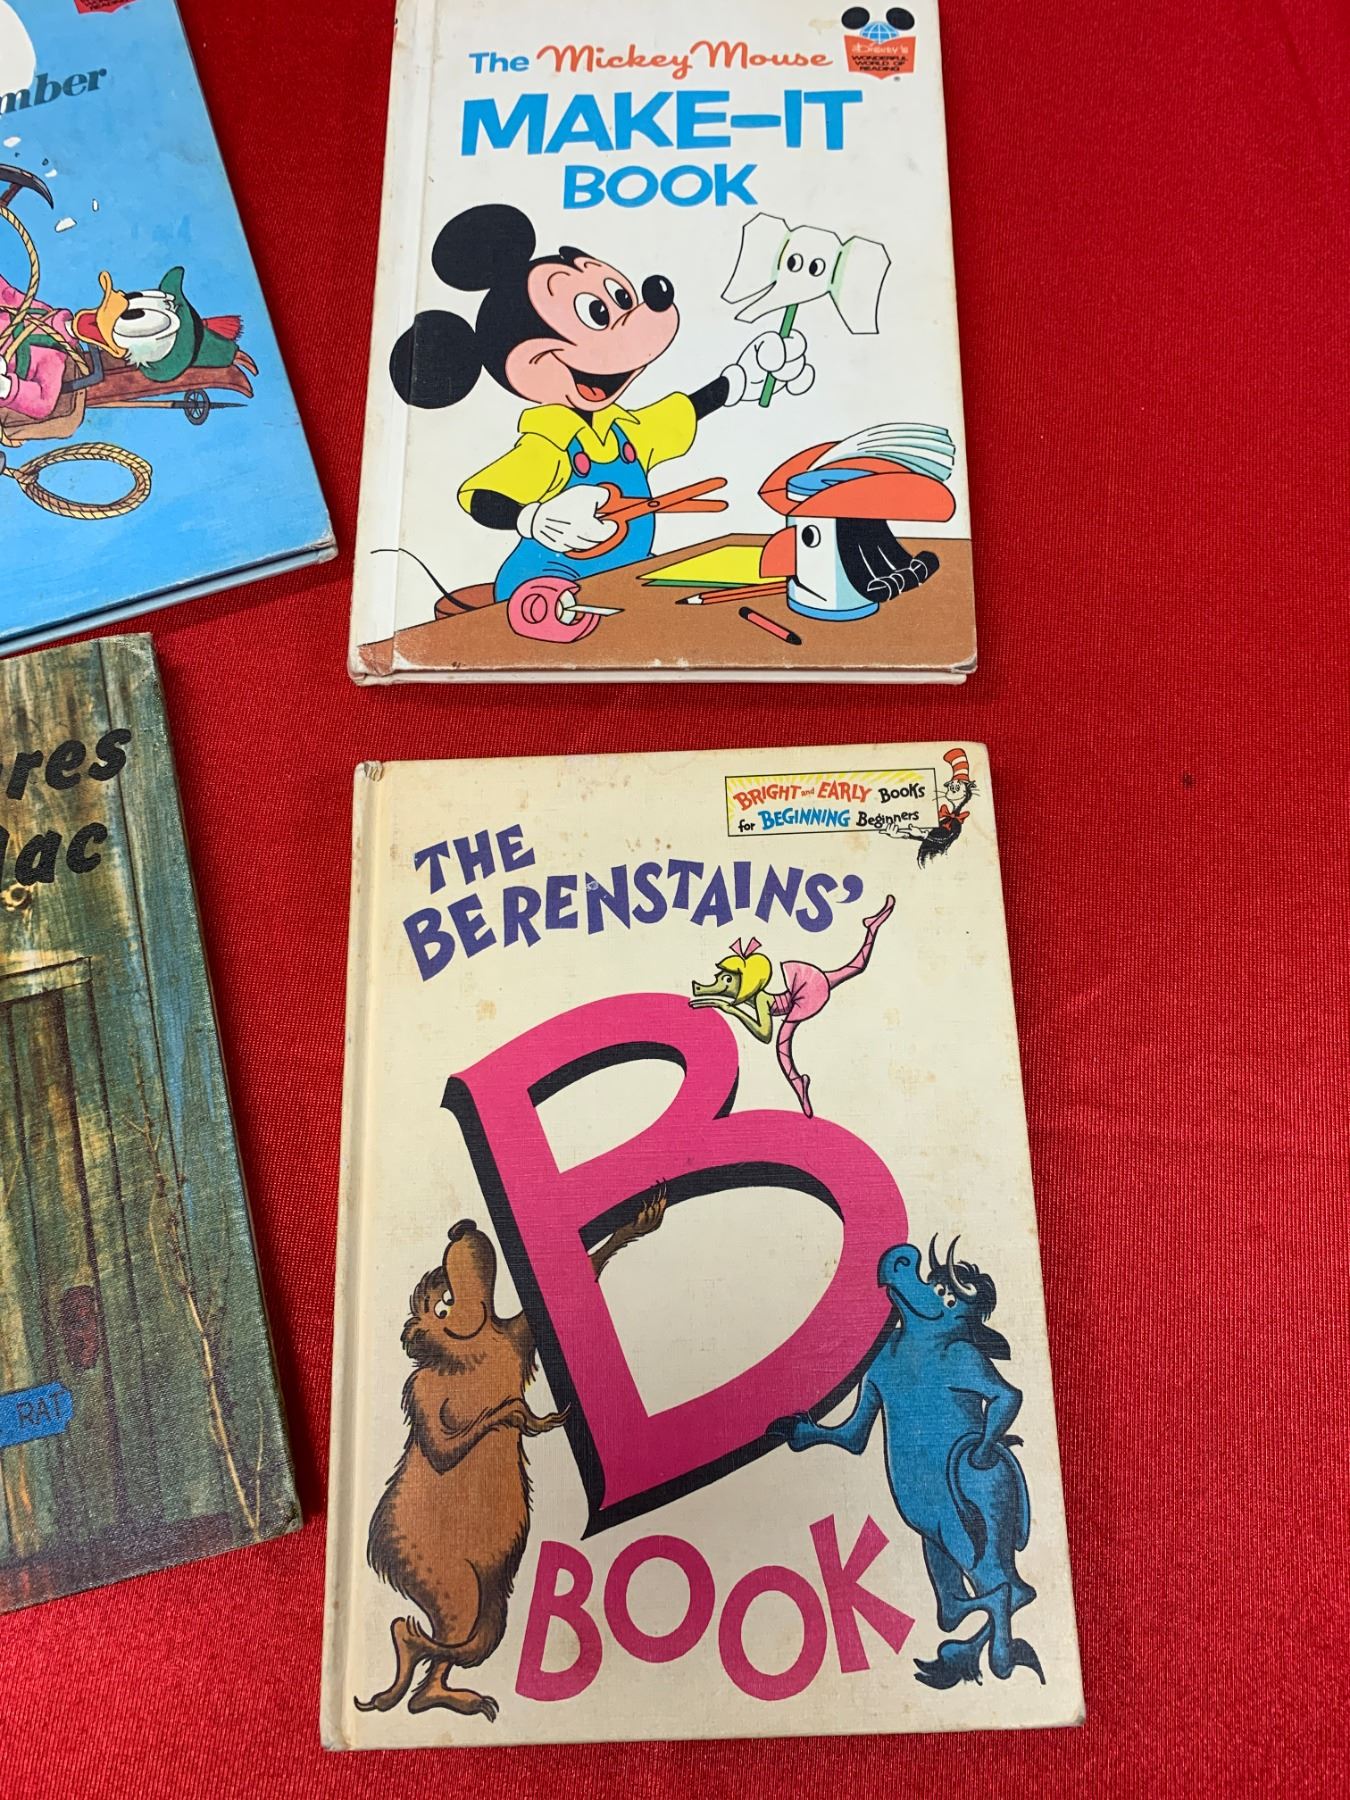 mber
The Mickey Mouse
MAKE-IT
BOOK
DISNEY'S
WONDERFUL
WORLD OF
READING
res
lac
RAT
BRIGHT and EARLY Books
for BEGINNING Beginners
THE
BERENSTAINS'
B
BOOK